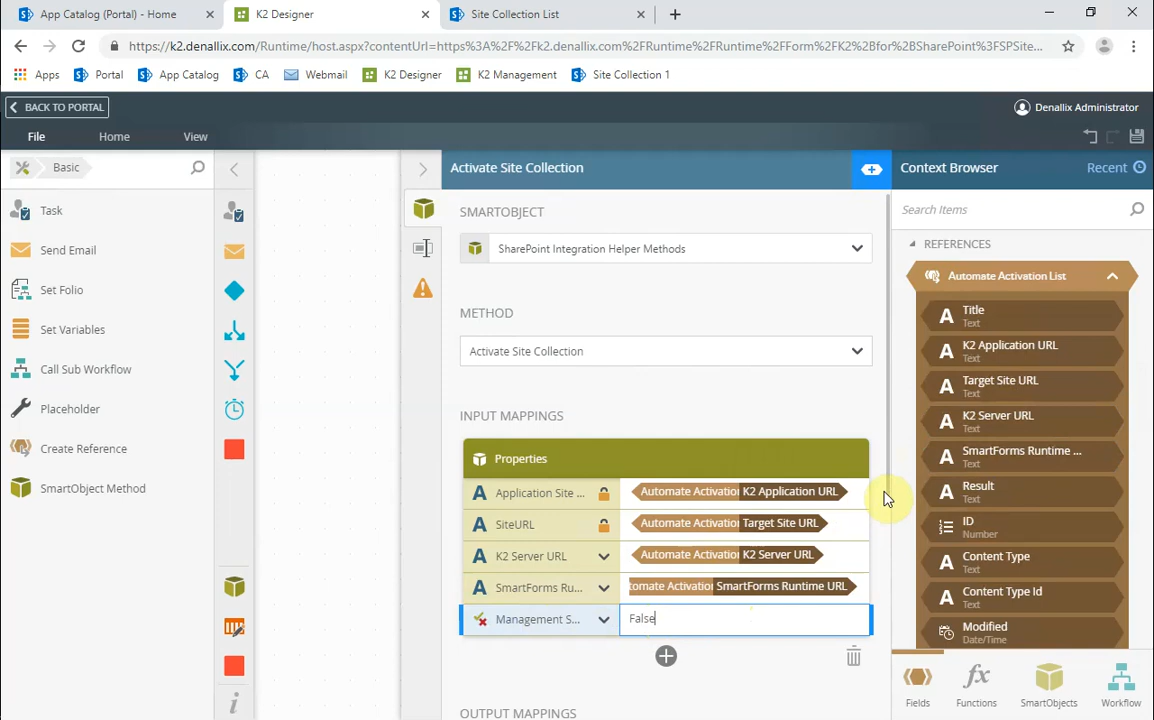 App Catalog (Portal) - Home
K2 Designer
Site Collection List
https://k2.denallix.com/Runtime/host.aspx?contentUrl=https%3A%2F%2Fk2.denallix.com%2FRuntime%2FRuntime%2FForm%2FK2%2Bfor%2BSharePoint%3FSPSite...
Apps
Portal
App Catalog
CA
Webmail
K2 Designer
K2 Management
Site Collection 1
BACK TO PORTAL
Denallix Administrator
File
Home
View
Basic
Task
Send Email
Set Folio
Set Variables
Call Sub Workflow
Placeholder
Create Reference
SmartObject Method
Activate Site Collection
SMARTOBJECT
SharePoint Integration Helper Methods
METHOD
Activate Site Collection
INPUT MAPPINGS
Properties
Application Site ...
Automate Activation K2 Application URL
SiteURL
Automate Activation Target Site URL
K2 Server URL
Automate Activation K2 Server URL
SmartForms Ru...
tomate Activation SmartForms Runtime URL
Management S...
False
OUTPUT MAPPINGS
Context Browser
Recent
Search Items
REFERENCES
Automate Activation List
Title
Text
K2 Application URL
Text
Target Site URL
Text
K2 Server URL
Text
SmartForms Runtime ...
Text
Result
Text
ID
Number
Content Type
Text
Content Type Id
Text
Modified
Date/Time
Fields
Functions
SmartObjects
Workflow